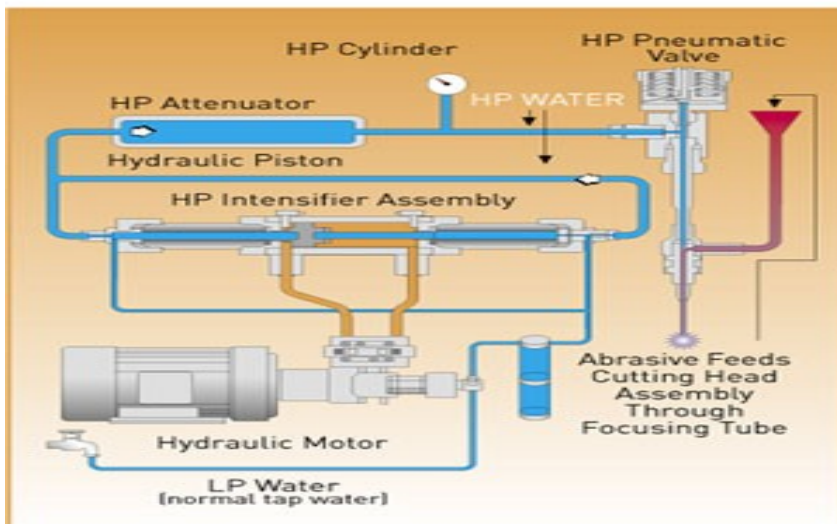 HP Cylinder
HP Pneumatic
Valve
HP Attenuator
HP WATER
Hydraulic Piston
HP Intensifier Assembly
Abrasive Feeds
Cutting Head
Assembly
Through
Focusing Tube
Hydraulic Motor
LP Water
(normal tap water)